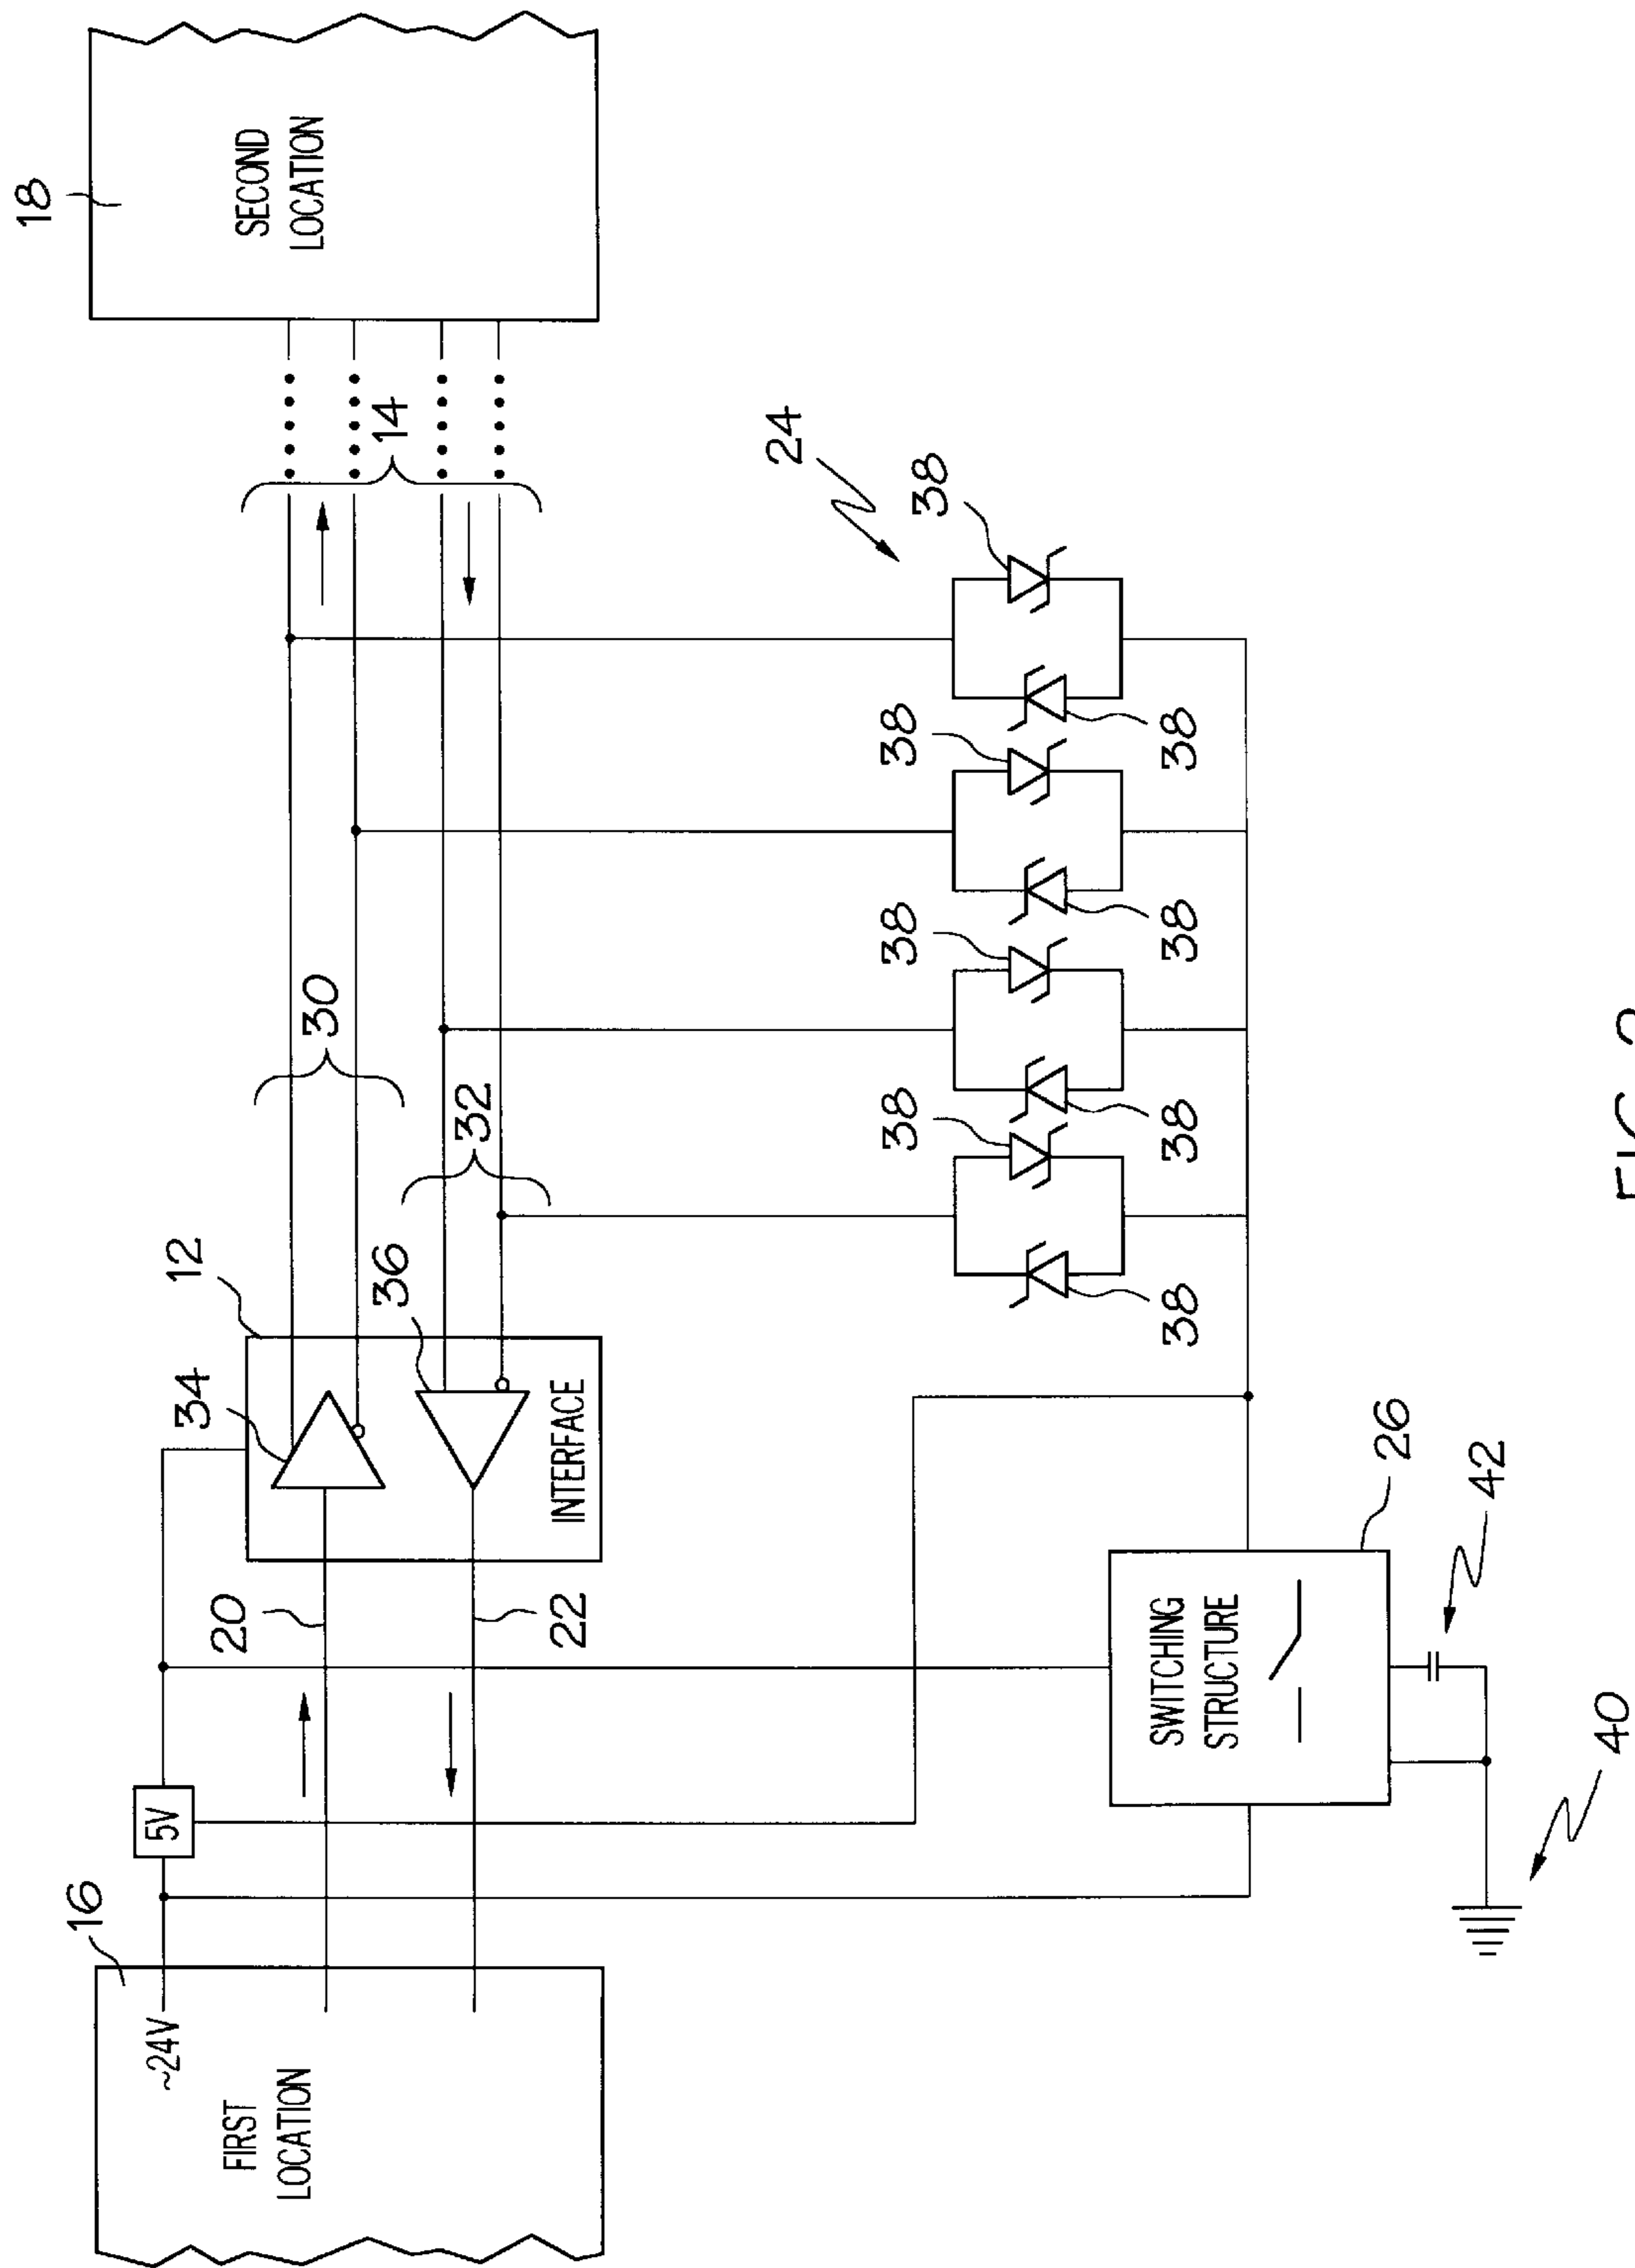 18
16
~24V
5V
FIRST
LOCATION
SECOND
LOCATION
12
34
20
30
14
36
32
22
INTERFACE
24
38
38
38
38
38
38
38
38
SWITCHING
STRUCTURE
26
42
40
FIG.